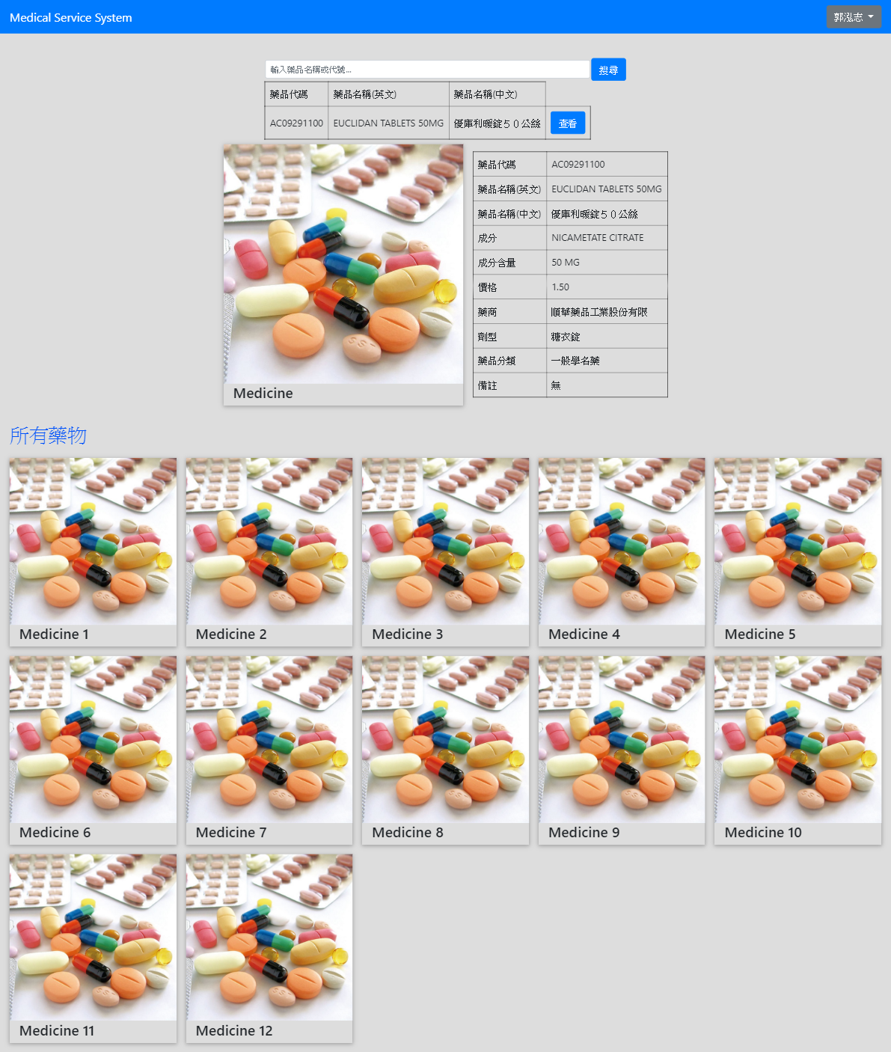 Medical Service System
郭泓志
輸入藥品名稱或代號...
搜尋
藥品代碼 藥品名稱(英文) 藥品名稱(中文)
AC09291100 EUCLIDAN TABLETS 50MG 優庫利暖錠５０公絲 查看
藥品代碼 AC09291100
藥品名稱(英文) EUCLIDAN TABLETS 50MG
藥品名稱(中文) 優庫利暖錠５０公絲
成分 NICAMETATE CITRATE
成分含量 50 MG
價格 1.50
藥商 順華藥品工業股份有限
劑型 糖衣錠
藥品分類 一般學名藥
備註 無
Medicine
所有藥物
Medicine 1
Medicine 2
Medicine 3
Medicine 4
Medicine 5
Medicine 6
Medicine 7
Medicine 8
Medicine 9
Medicine 10
Medicine 11
Medicine 12